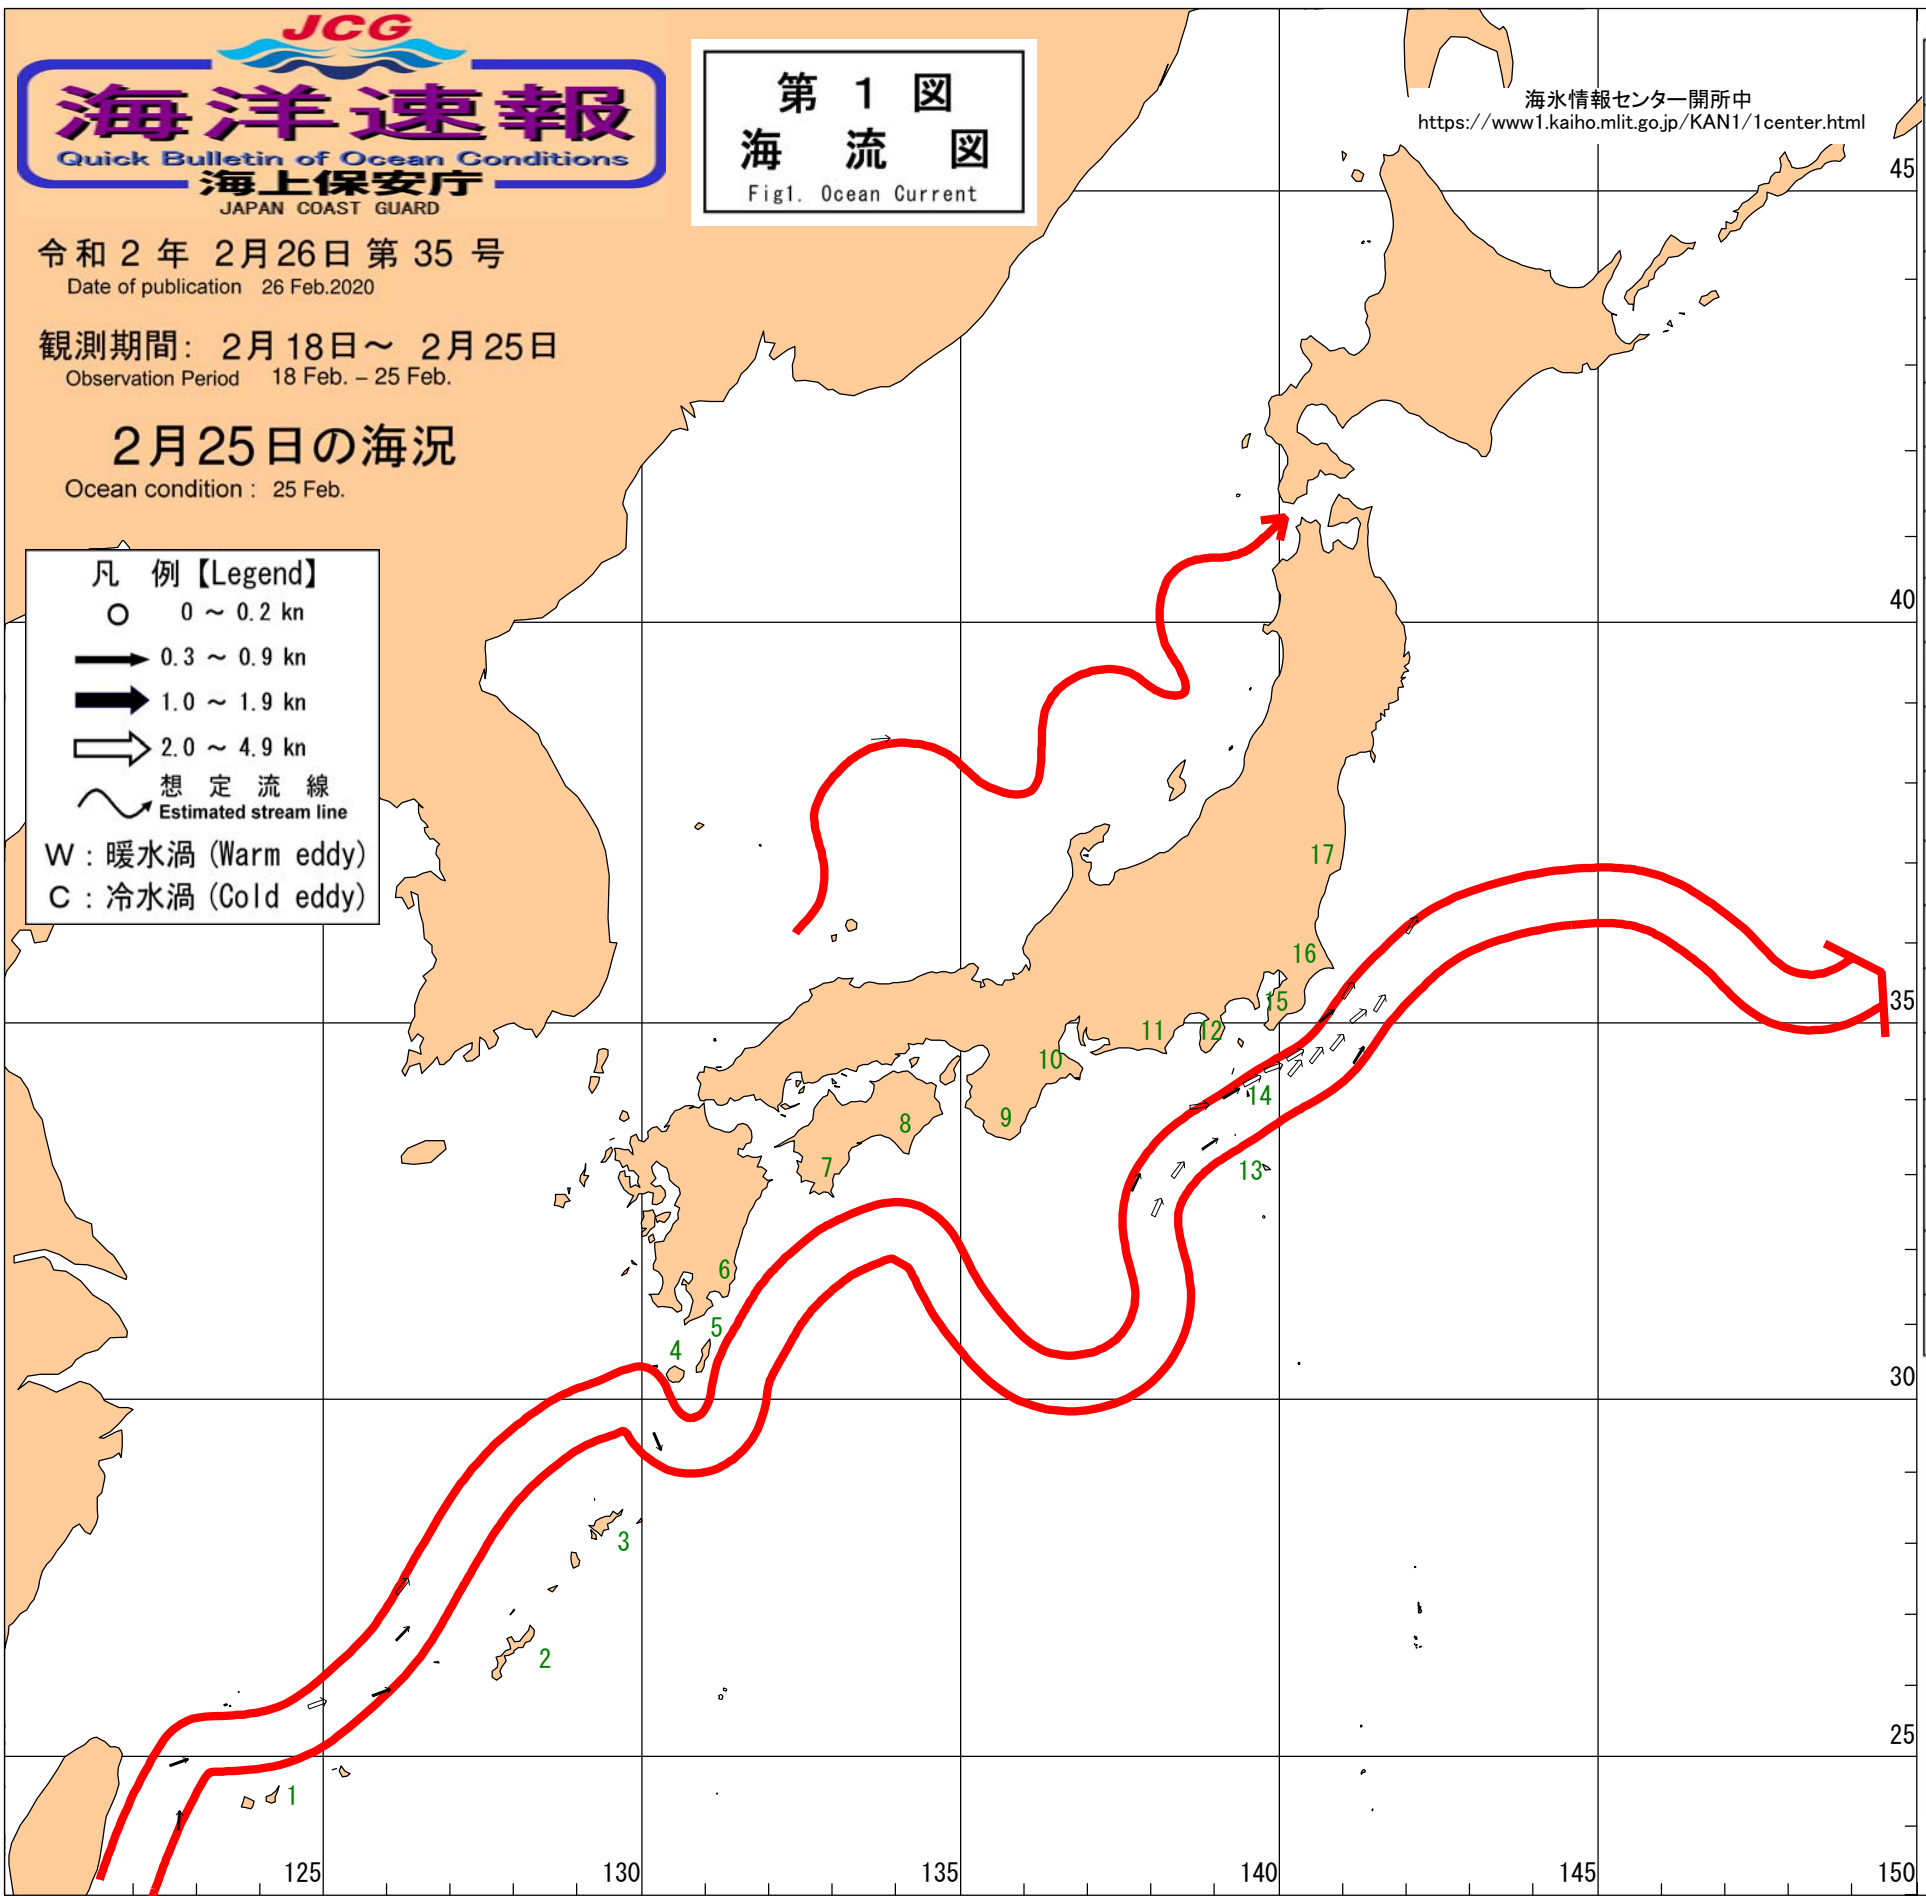 JCG
海洋速報
Quick Bulletin of Ocean Conditions
海上保安庁
JAPAN COAST GUARD
令和 2 年 2月26日 第 35 号
Date of publication 26 Feb.2020
観測期間: 2月18日～ 2月25日
Observation Period 18 Feb. – 25 Feb.
2月25日の海況
Ocean condition : 25 Feb.
第 1 図
海 流 図
Fig1. Ocean Current
海氷情報センター開所中
https://www1.kaiho.mlit.go.jp/KAN1/1center.html
凡 例【Legend】
0 ～ 0.2 kn
0.3 ～ 0.9 kn
1.0 ～ 1.9 kn
2.0 ～ 4.9 kn
想 定 流 線
Estimated stream line
W : 暖水渦 (Warm eddy)
C : 冷水渦 (Cold eddy)
45
40
35
30
25
17
16
15
12
11
10
14
9
8
13
7
6
5
4
3
2
1
125
130
135
140
145
150